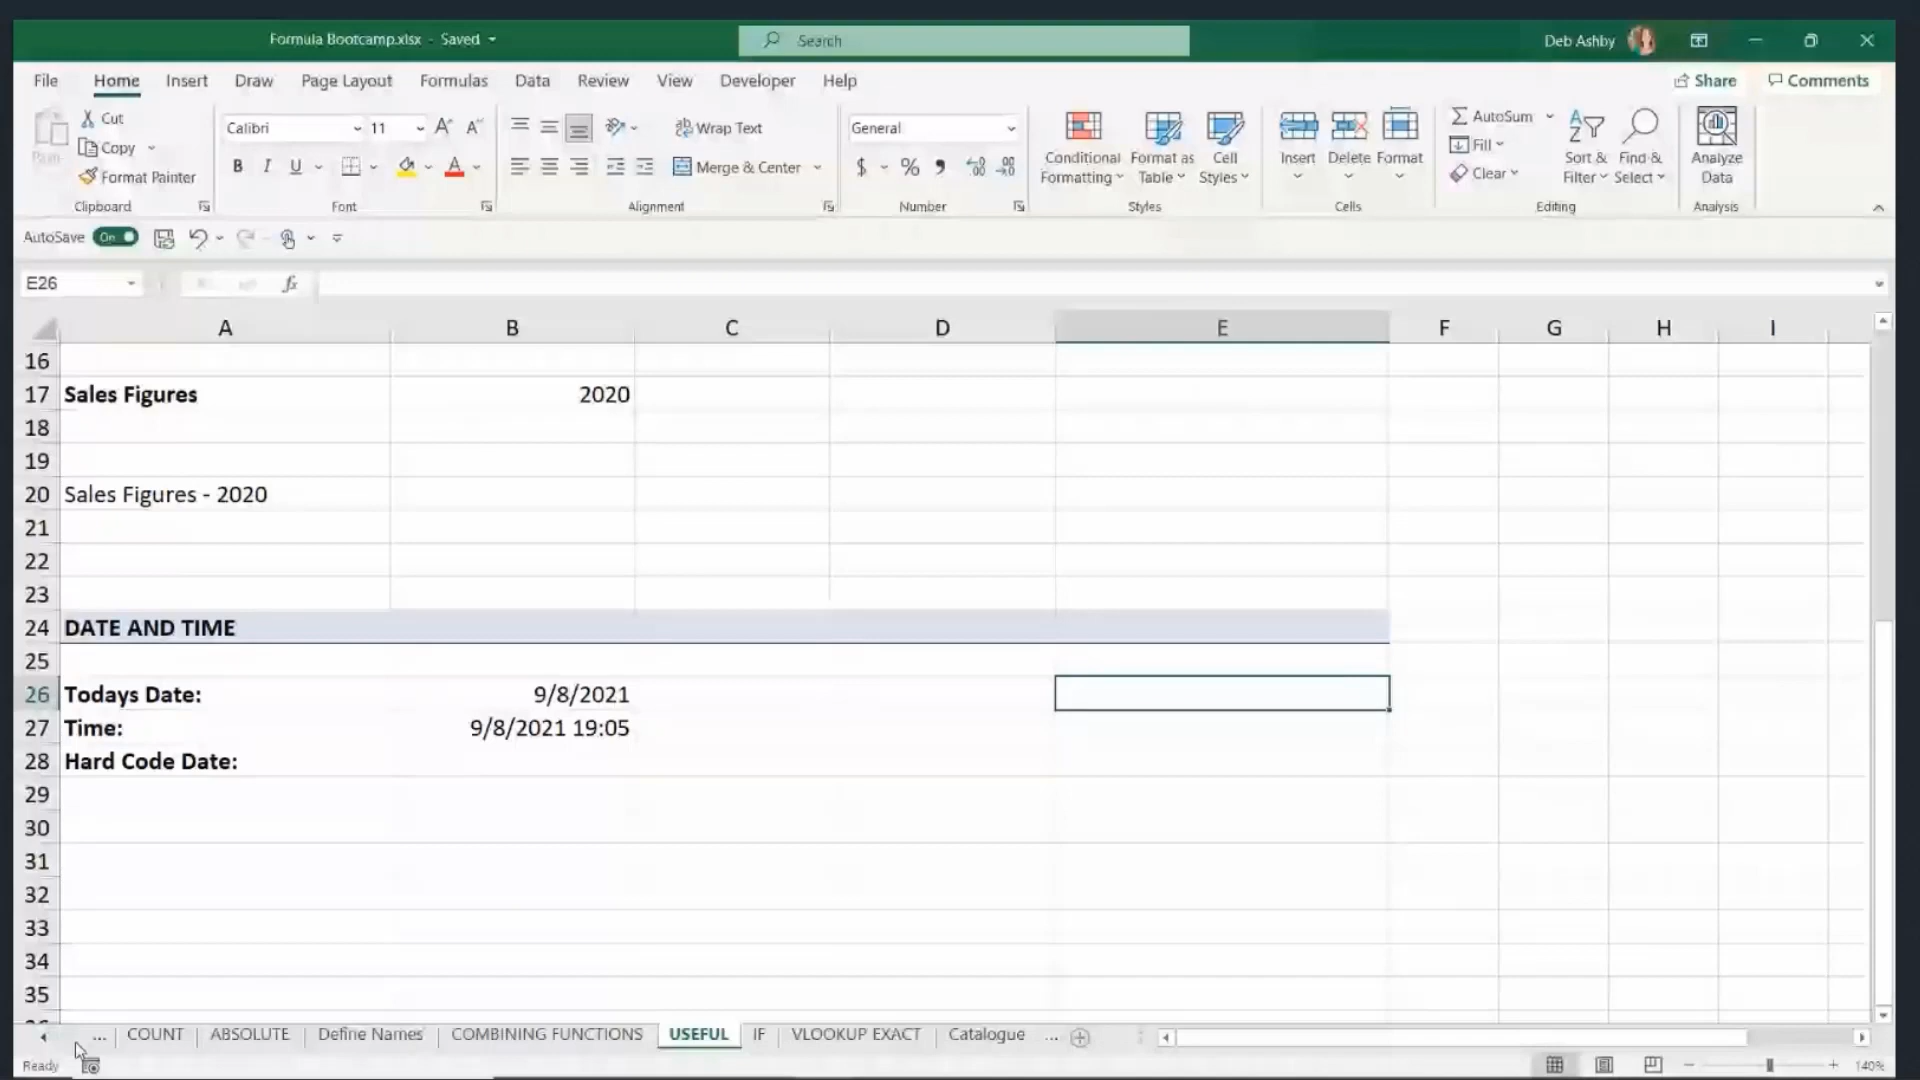 Formula Bootcamp.xlsx - Saved
Search
Deb Ashby
File Home Insert Draw Page Layout Formulas Data Review View Developer Help
Share Comments
Cut
Copy
Format Painter
Clipboard
Calibri 11
B I U
Font
Wrap Text
Merge & Center
Alignment
General
$ %
Number
Conditional Formatting
Format as Table
Cell Styles
Styles
Insert Delete Format
Cells
AutoSum
Fill
Clear
Sort & Filter
Find & Select
Editing
Analyze Data
Analysis
AutoSave On
E26 fx
A B C D E F G H I
16
17 Sales Figures 2020
18
19
20 Sales Figures - 2020
21
22
23
24 DATE AND TIME
25
26 Todays Date: 9/8/2021
27 Time: 9/8/2021 19:05
28 Hard Code Date:
29
30
31
32
33
34
35
... COUNT ABSOLUTE Define Names COMBINING FUNCTIONS USEFUL IF VLOOKUP EXACT Catalogue ...
Ready
140%